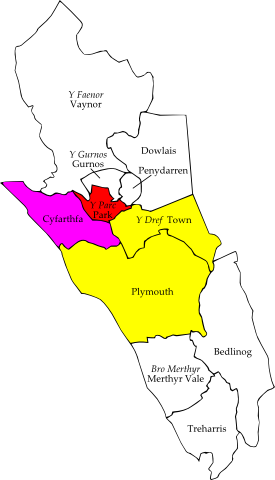 Y Faenor
Vaynor
Dowlais
Y Gurnos
Gurnos
Penydarren
Y Parc
Park
Cyfarthfa
Y Dref Town
Plymouth
Bedlinog
Bro Merthyr
Merthyr Vale
Treharris